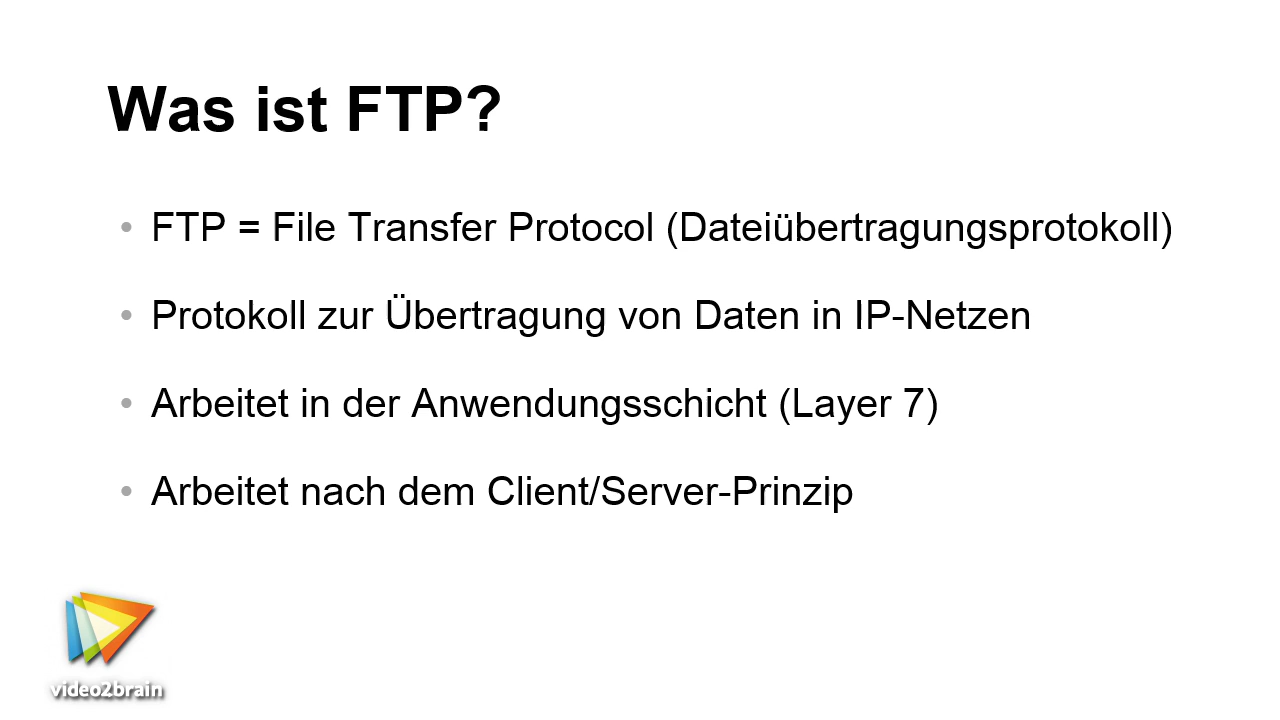 Was ist FTP?
• FTP = File Transfer Protocol (Dateiübertragungsprotokoll)
• Protokoll zur Übertragung von Daten in IP-Netzen
• Arbeitet in der Anwendungsschicht (Layer 7)
• Arbeitet nach dem Client/Server-Prinzip
video2brain